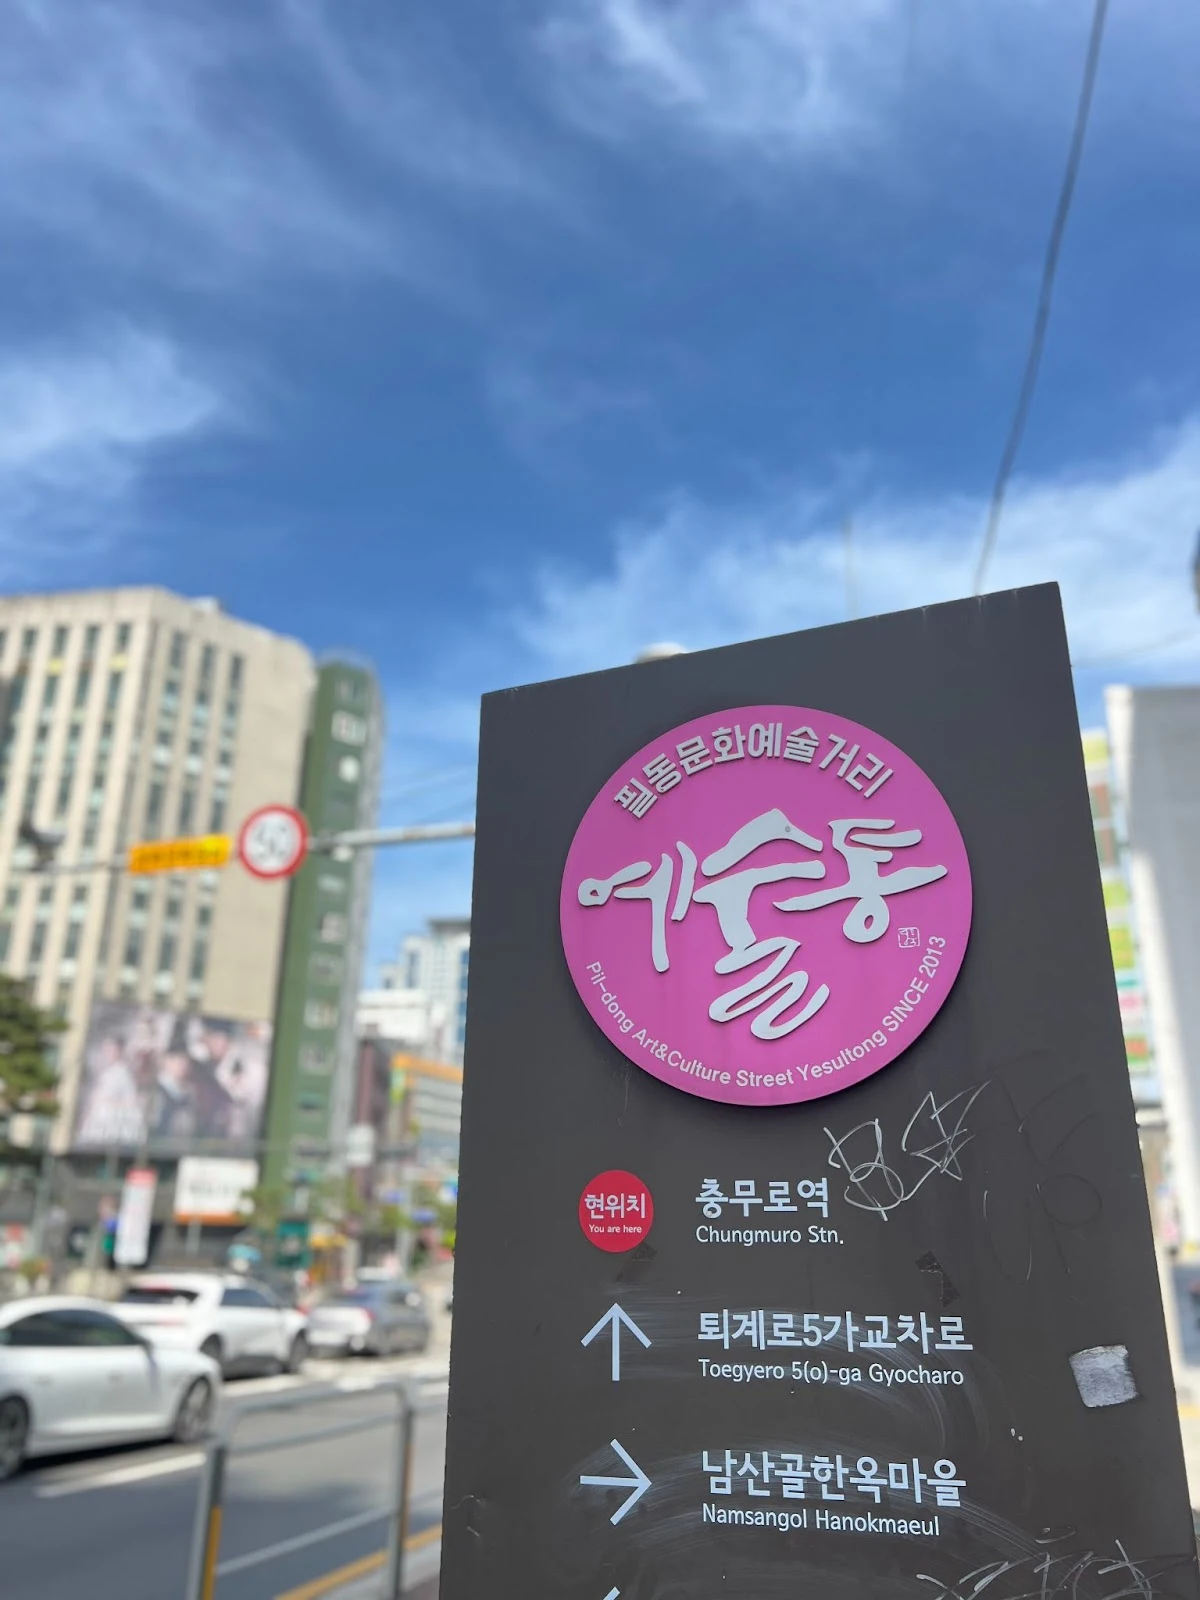 필동문화예술거리
예술동
Pil-dong Art&Culture Street Yesultong SINCE 2013
현위치
You are here
충무로역
Chungmuro Stn.
퇴계로5가교차로
Toegyero 5(o)-ga Gyocharo
남산골한옥마을
Namsangol Hanokmaeul
50